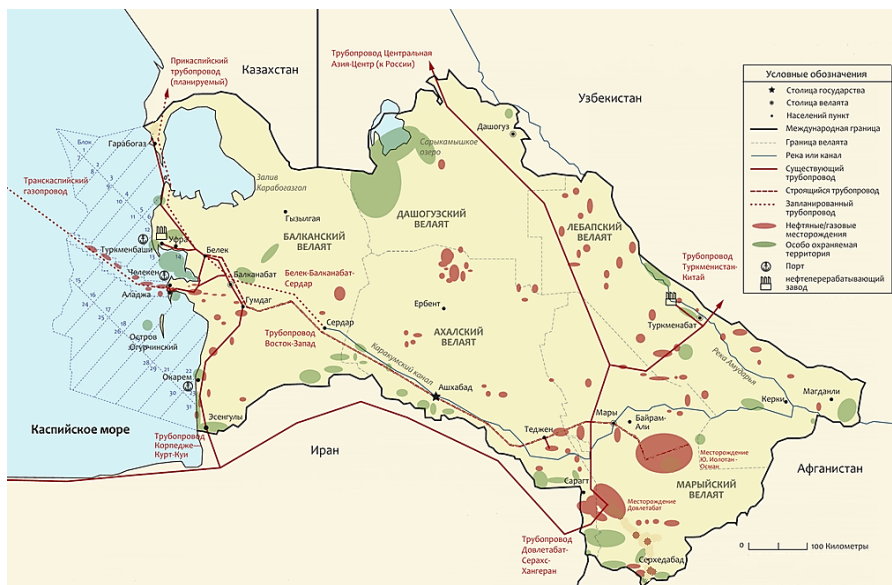 Прикаспийский
трубопровод
(планируемый)
Казахстан
Трубопровод Центральная
Азия-Центр (к России)
Узбекистан
Условные обозначения
Столица государства
Столица велаята
Населений пункт
Международная граница
Граница велаята
Река или канал
Существующий
трубопровод
Строящийся трубопровод
Запланированный
трубопровод
Нефтяные/газовые
месторождения
Особо охраняемая
территория
Порт
нефтеперерабатывающий
завод
Блок
Гарабогаз
Транскаспийский
газопровод
Залив
Карабогазгол
Сарыкамышкое
озеро
Дашогуз
Гызылгая
ДАШОГУЗСКИЙ
ВЕЛАЯТ
БАЛКАНСКИЙ
ВЕЛАЯТ
ЛЕБАПСКИЙ
ВЕЛАЯТ
Уфра
Туркменбаши
Белек
Челекен
Аладжа
Балканабат
Гумдаг
Белек-Балканабат-
Сердар
Трубопровод
Туркменистан-
Китай
Трубопровод
Восток-Запад
Сердар
Ербент
АХАЛСКИЙ
ВЕЛАЯТ
Туркменабат
Остров
Огурчинский
Каракумский канал
Река Амударья
Окарем
Ашхабад
Керки
Магданли
Эсенгулы
Каспийское море
Трубопровод
Корпедже—
Курт-Куи
Иран
Теджен
Мары
Байрам-
Али
Месторождение
Ю. Иолотан -
Осман
Афганистан
Сарагт
МАРЫЙСКИЙ
ВЕЛАЯТ
Месторождение
Довлетабат
Трубопровод
Довлетабат-
Серахс-
Хангеран
Серхедабад
0
100 Километры